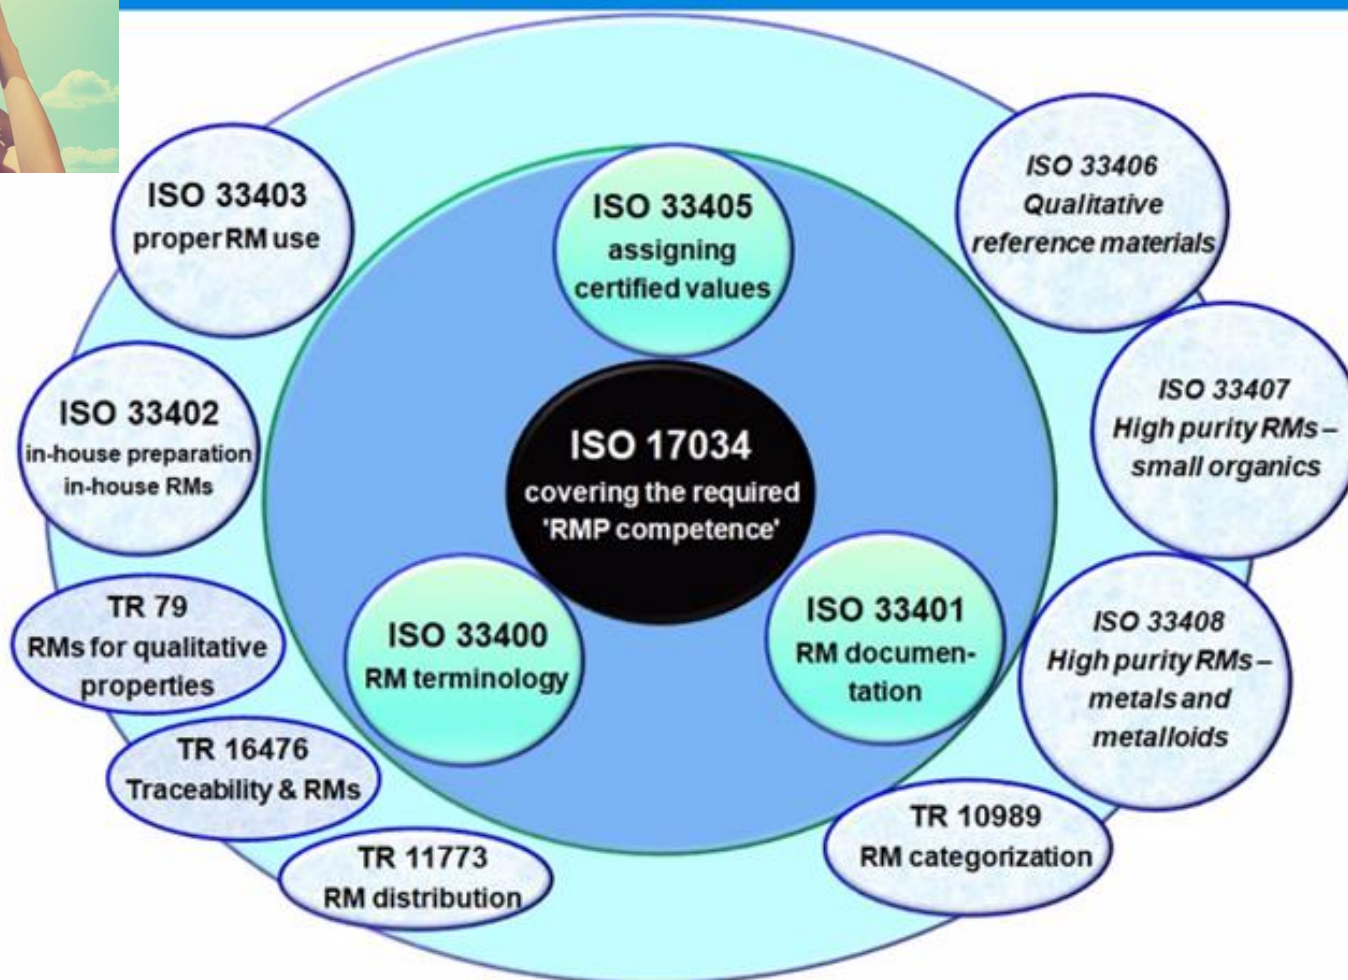 ISO 33403
proper RM use
ISO 33405
assigning
certified values
ISO 33406
Qualitative
reference materials
ISO 33402
in-house preparation
in-house RMs
ISO 17034
covering the required
'RMP competence'
ISO 33407
High purity RMs –
small organics
TR 79
RMs for qualitative
properties
ISO 33400
RM terminology
ISO 33401
RM documen-
tation
ISO 33408
High purity RMs –
metals and
metalloids
TR 16476
Traceability & RMs
TR 11773
RM distribution
TR 10989
RM categorization